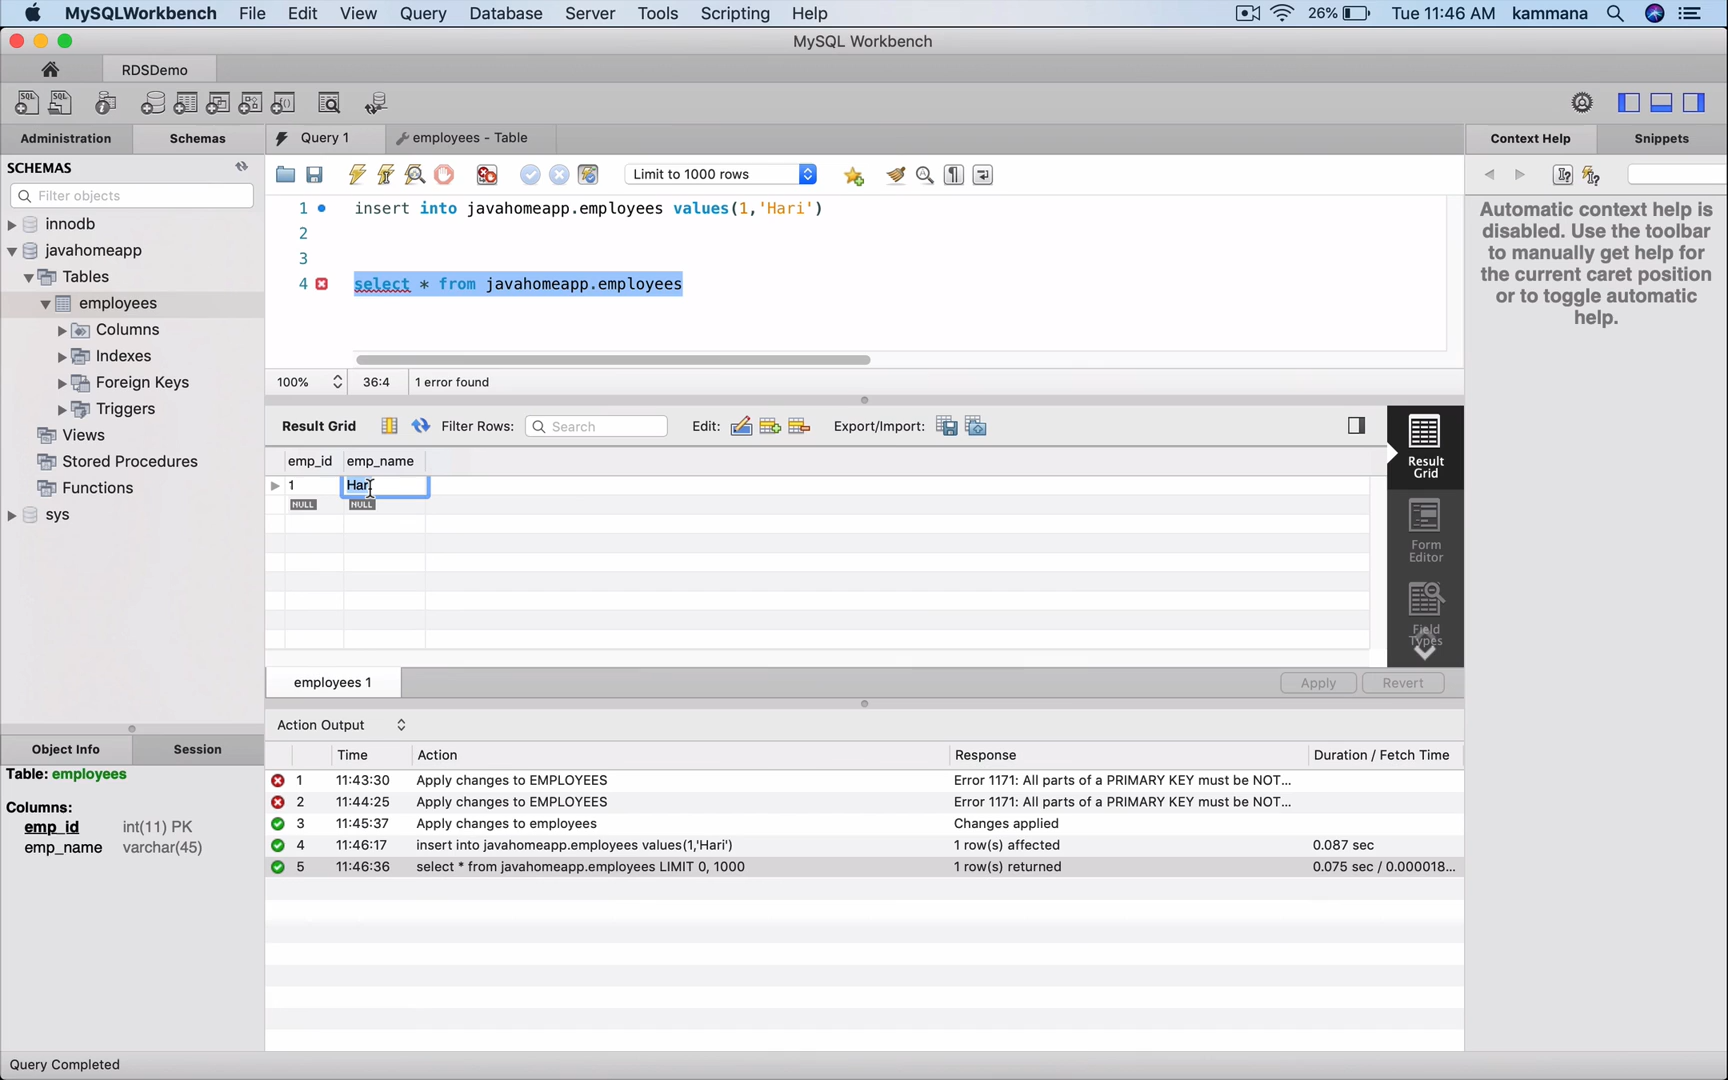 MySQLWorkbench File Edit View Query Database Server Tools Scripting Help 26% Tue 11:46 AM kammana
MySQL Workbench
RDSDemo
Administration Schemas Query 1 employees - Table Context Help Snippets
SCHEMAS
Filter objects
innodb
javahomeapp
Tables
employees
Columns
Indexes
Foreign Keys
Triggers
Views
Stored Procedures
Functions
sys
Limit to 1000 rows
1 insert into javahomeapp.employees values(1,'Hari')
2
3
4 select * from javahomeapp.employees
100% 36:4 1 error found
Automatic context help is
disabled. Use the toolbar
to manually get help for
the current caret position
or to toggle automatic
help.
Result Grid Filter Rows: Search Edit: Export/Import:
emp_id emp_name
1 Hari
NULL NULL
Result
Grid
Form
Editor
Field
Types
employees 1 Apply Revert
Action Output
Time Action Response Duration / Fetch Time
1 11:43:30 Apply changes to EMPLOYEES Error 1171: All parts of a PRIMARY KEY must be NOT...
2 11:44:25 Apply changes to EMPLOYEES Error 1171: All parts of a PRIMARY KEY must be NOT...
3 11:45:37 Apply changes to employees Changes applied
4 11:46:17 insert into javahomeapp.employees values(1,'Hari') 1 row(s) affected 0.087 sec
5 11:46:36 select * from javahomeapp.employees LIMIT 0, 1000 1 row(s) returned 0.075 sec / 0.000018...
Object Info Session
Table: employees
Columns:
emp_id int(11) PK
emp_name varchar(45)
Query Completed